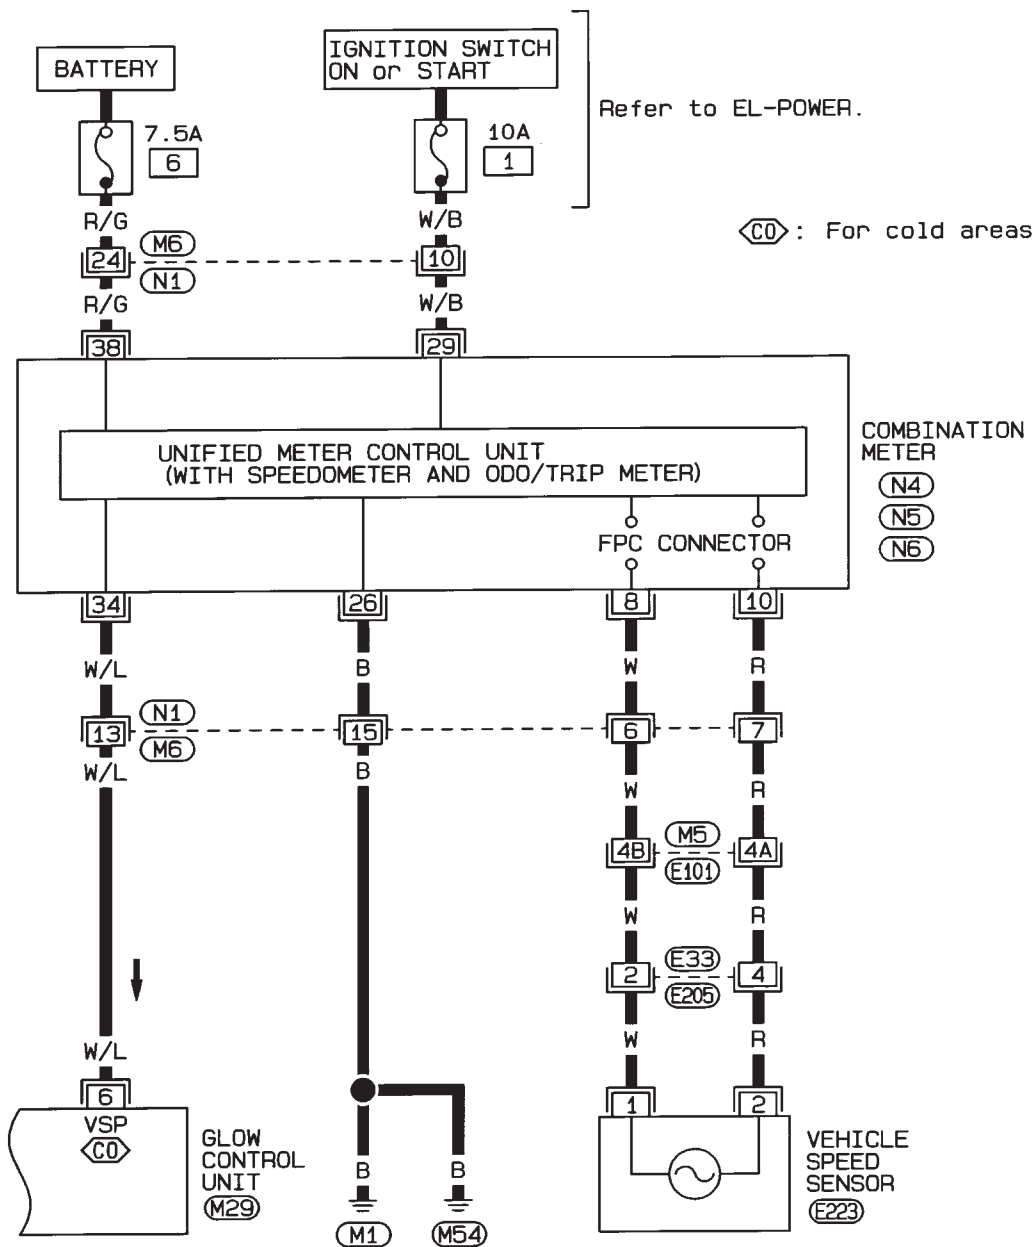 BATTERY
IGNITION SWITCH
ON or START
Refer to EL-POWER.
7.5A
6
10A
1
R/G
W/B
CO : For cold areas
24
M6
N1
10
R/G
W/B
38
29
UNIFIED METER CONTROL UNIT
(WITH SPEEDOMETER AND ODO/TRIP METER)
COMBINATION
METER
N4
N5
N6
FPC CONNECTOR
34
26
8
10
W/L
B
W
R
13
N1
M6
15
6
7
W/L
B
W
R
4B
M5
E101
4A
W
R
2
E33
E205
4
W/L
W
R
6
1
2
VSP
CO
GLOW
CONTROL
UNIT
M29
B
B
M1
M54
VEHICLE
SPEED
SENSOR
E223